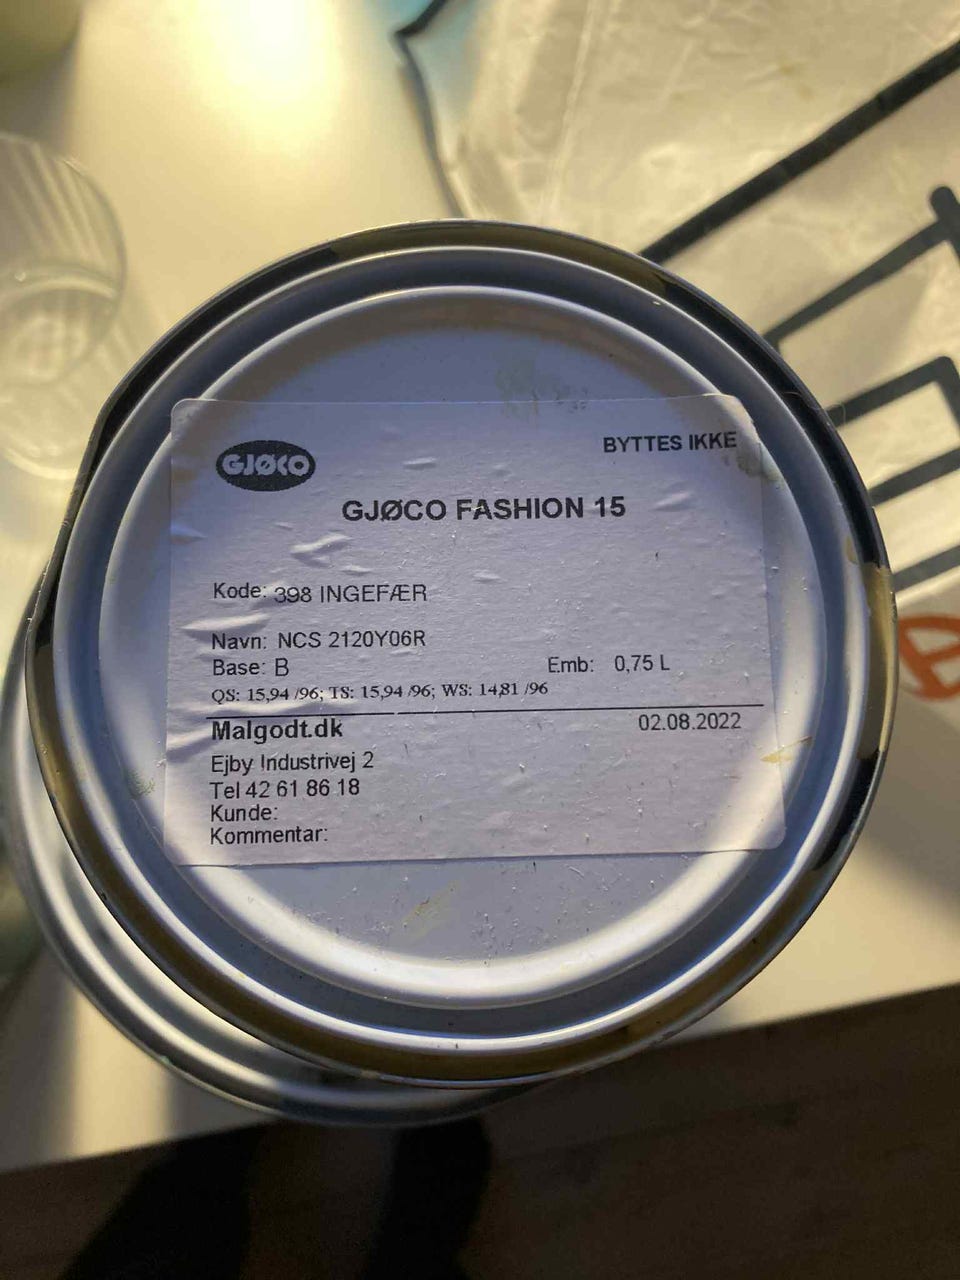 GJØCO
BYTTES IKKE
GJØCO FASHION 15
Kode: 398 INGEFÆR
Navn: NCS 2120Y06R
Base: B Emb: 0,75 L
QS: 15,94 /96; TS: 15,94 /96; WS: 14,81 /96
Malgodt.dk 02.08.2022
Ejby Industrivej 2
Tel 42 61 86 18
Kunde:
Kommentar: